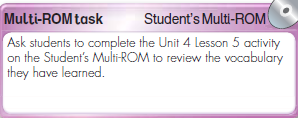 Multi-ROM task Student's Multi-ROM
Ask students to complete the Unit 4 Lesson 5 activity
on the Student's Multi-ROM to review the vocabulary
they have learned.